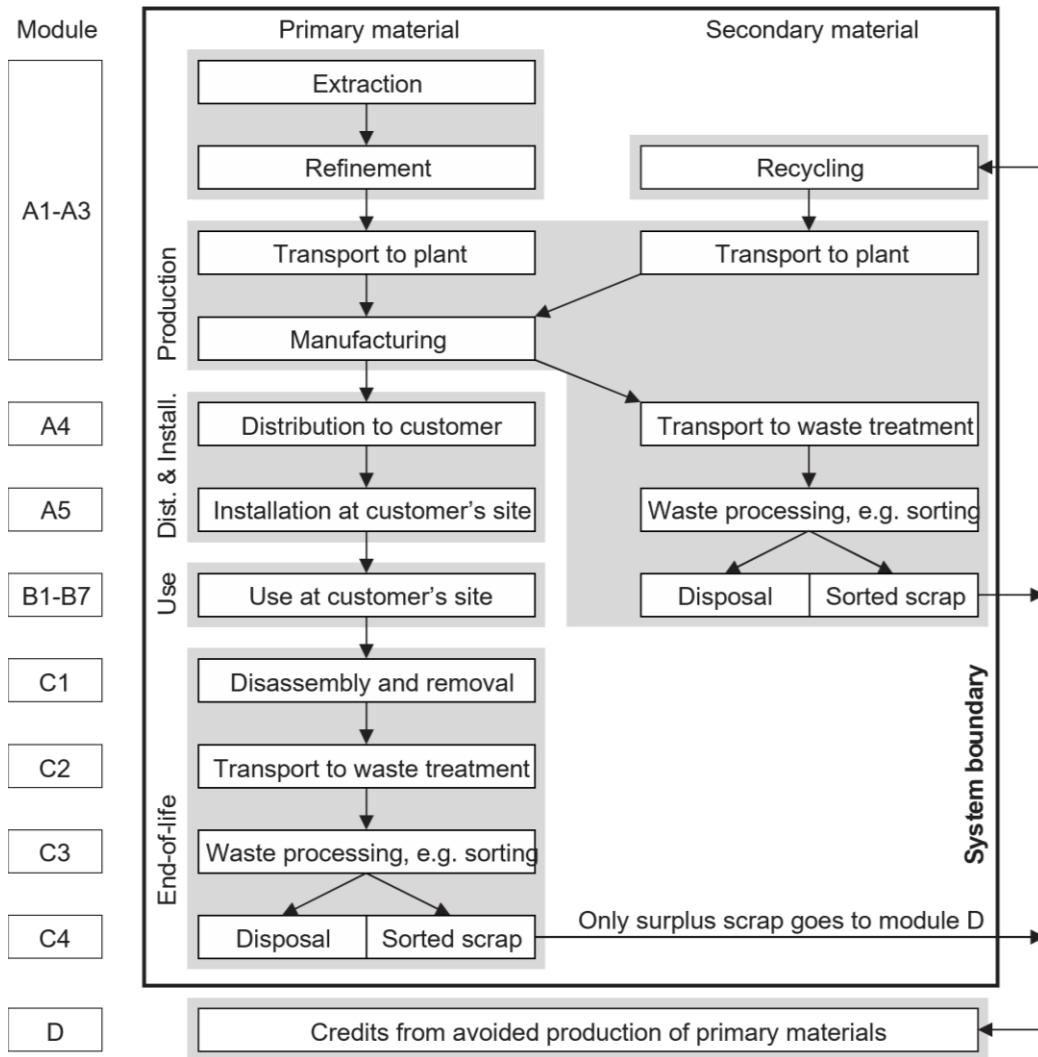 Module
Primary material
Secondary material
Extraction
Refinement
Recycling
A1-A3
Transport to plant
Transport to plant
Production
Manufacturing
A4
Distribution to customer
Transport to waste treatment
Dist. & Install.
A5
Installation at customer’s site
Waste processing, e.g. sorting
B1-B7
Use
Use at customer’s site
Disposal
Sorted scrap
C1
Disassembly and removal
C2
Transport to waste treatment
System boundary
End-of-life
C3
Waste processing, e.g. sorting
C4
Disposal
Sorted scrap
Only surplus scrap goes to module D
D
Credits from avoided production of primary materials